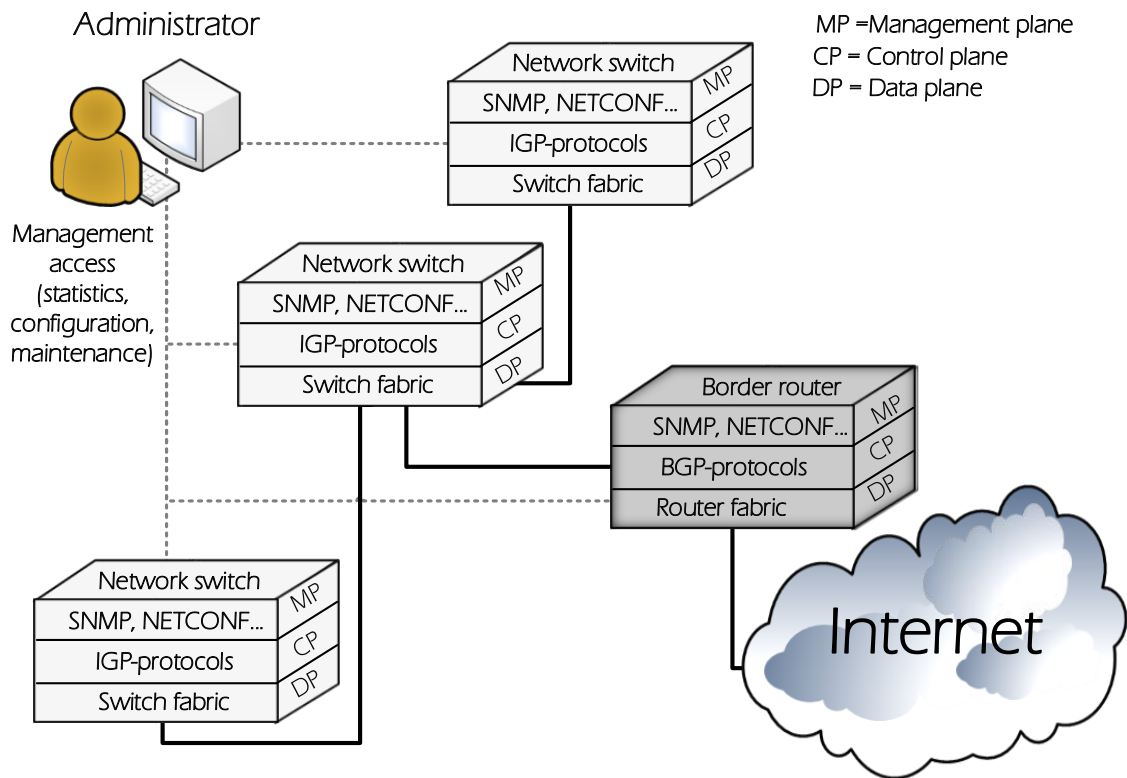 Administrator
MP =Management plane
CP = Control plane
DP = Data plane
Network switch
SNMP, NETCONF...
MP
IGP-protocols
CP
Switch fabric
DP
Management
access
(statistics,
configuration,
maintenance)
Network switch
SNMP, NETCONF...
MP
IGP-protocols
CP
Switch fabric
DP
Border router
SNMP, NETCONF...
MP
BGP-protocols
CP
Router fabric
DP
Network switch
SNMP, NETCONF...
MP
IGP-protocols
CP
Switch fabric
DP
Internet